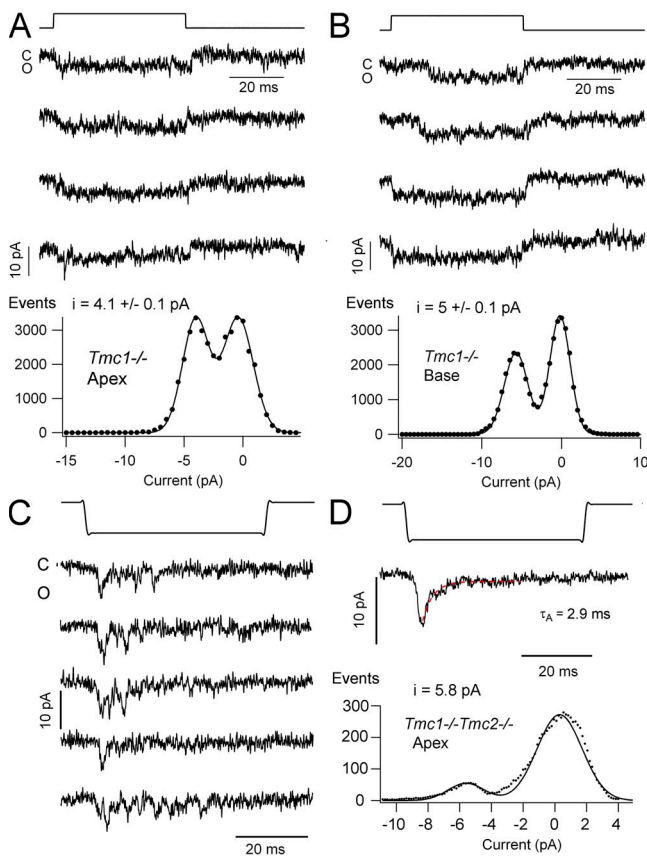 A
C
O
20 ms
10 pA
Events
i = 4.1 +/- 0.1 pA
3000
2000
1000
0
Tmc1-/-
Apex
-15
-10
-5
0
Current (pA)
B
C
O
20 ms
10 pA
Events
i = 5 +/- 0.1 pA
3000
2000
1000
0
Tmc1-/-
Base
-20
-10
0
10
Current (pA)
C
C
O
10 pA
20 ms
D
10 pA
τA = 2.9 ms
20 ms
Events
i = 5.8 pA
300
200
100
0
Tmc1-/-Tmc2-/-
Apex
-10
-8
-6
-4
-2
0
2
4
Current (pA)